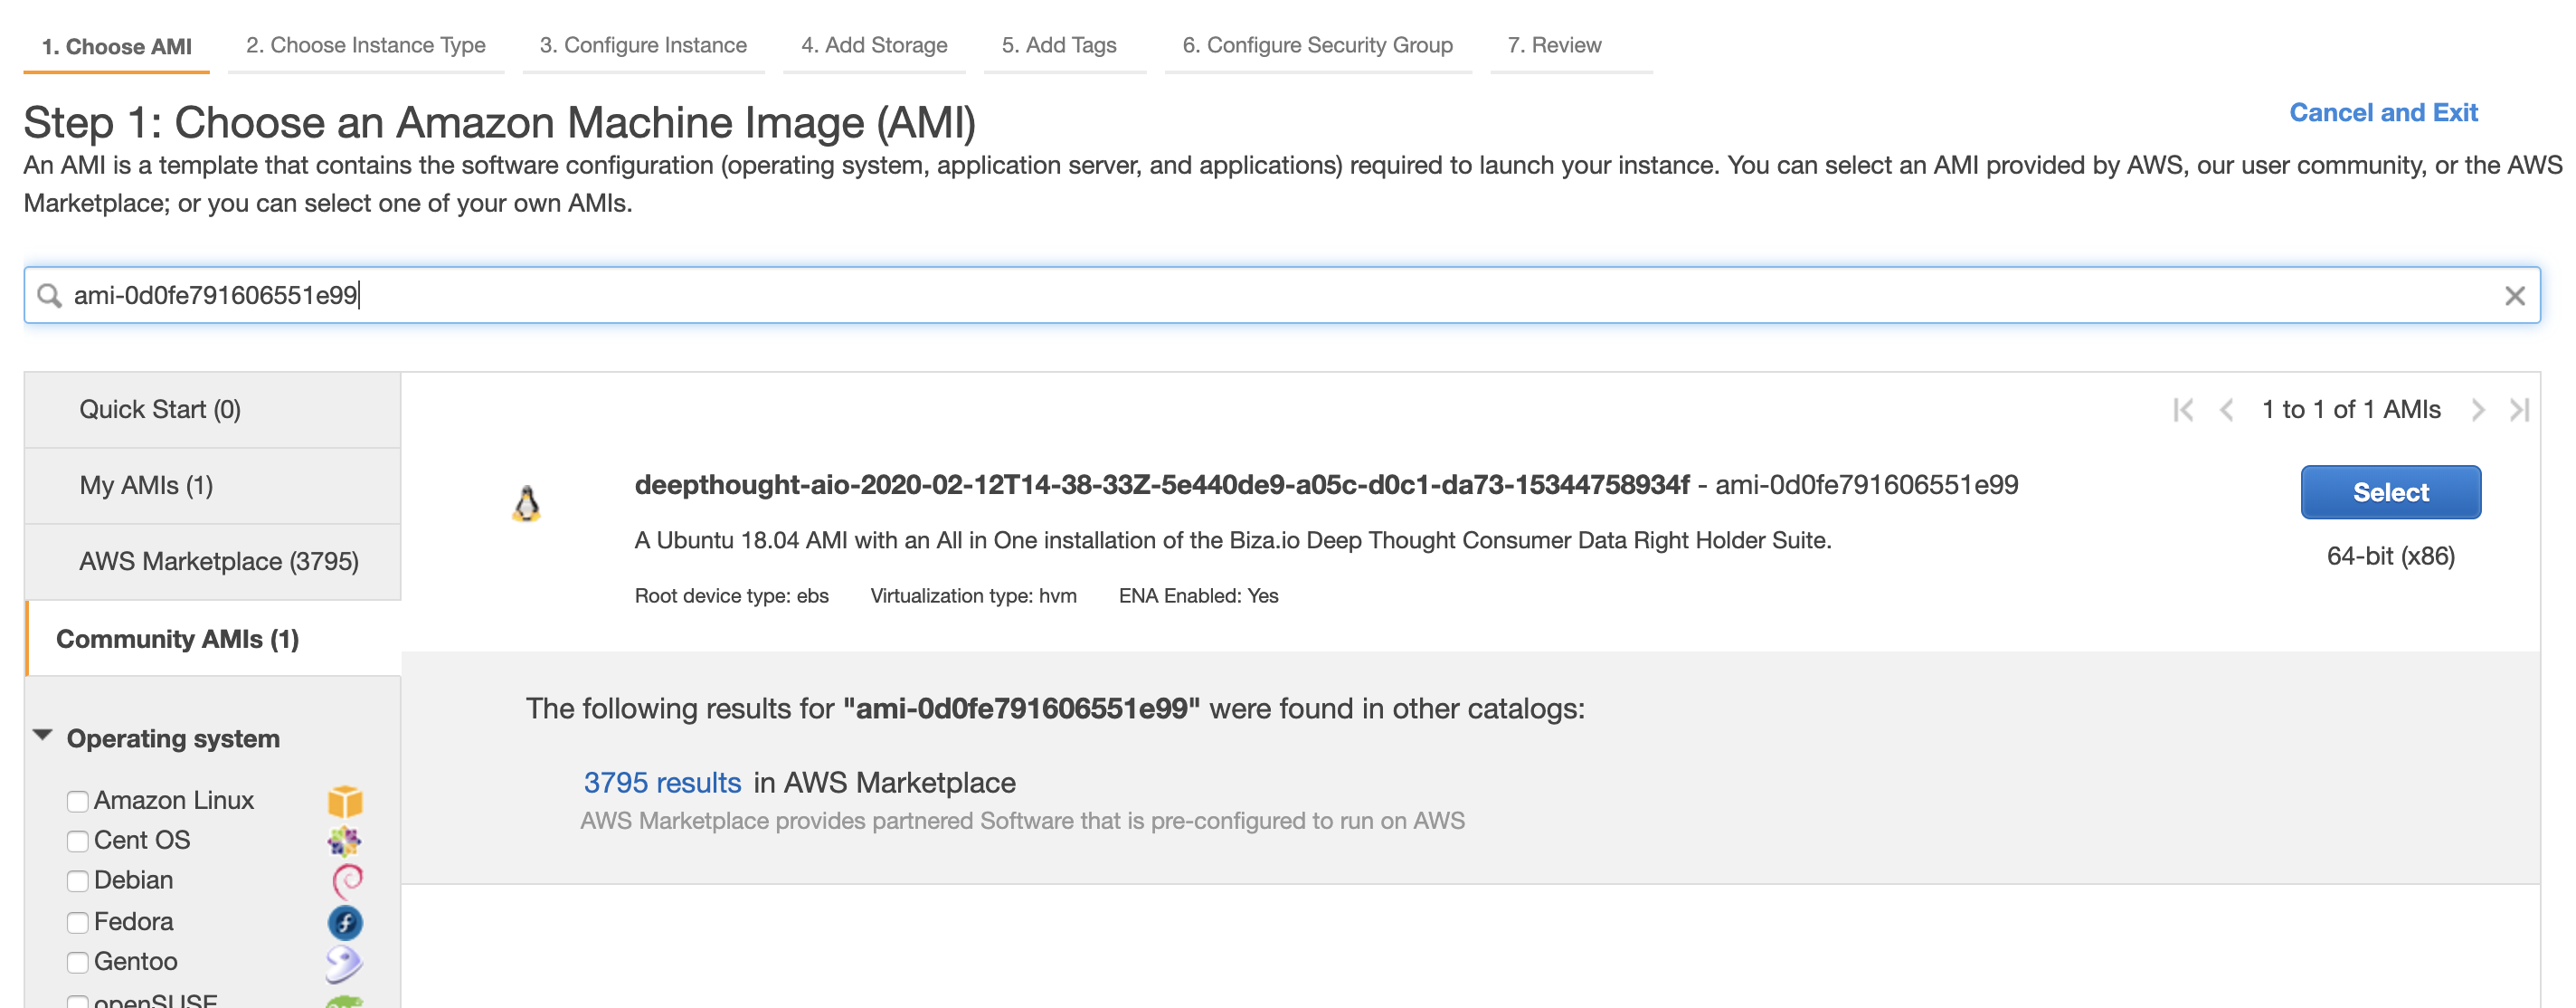 1. Choose AMI 2. Choose Instance Type 3. Configure Instance 4. Add Storage 5. Add Tags 6. Configure Security Group 7. Review
Step 1: Choose an Amazon Machine Image (AMI)
Cancel and Exit
An AMI is a template that contains the software configuration (operating system, application server, and applications) required to launch your instance. You can select an AMI provided by AWS, our user community, or the AWS
Marketplace; or you can select one of your own AMIs.
ami-0d0fe791606551e99
Quick Start (0)
My AMIs (1)
AWS Marketplace (3795)
Community AMIs (1)
Operating system
Amazon Linux
Cent OS
Debian
Fedora
Gentoo
openSUSE
1 to 1 of 1 AMIs
deepthought-aio-2020-02-12T14-38-33Z-5e440de9-a05c-d0c1-da73-15344758934f - ami-0d0fe791606551e99
Select
A Ubuntu 18.04 AMI with an All in One installation of the Biza.io Deep Thought Consumer Data Right Holder Suite.
64-bit (x86)
Root device type: ebs Virtualization type: hvm ENA Enabled: Yes
The following results for "ami-0d0fe791606551e99" were found in other catalogs:
3795 results in AWS Marketplace
AWS Marketplace provides partnered Software that is pre-configured to run on AWS